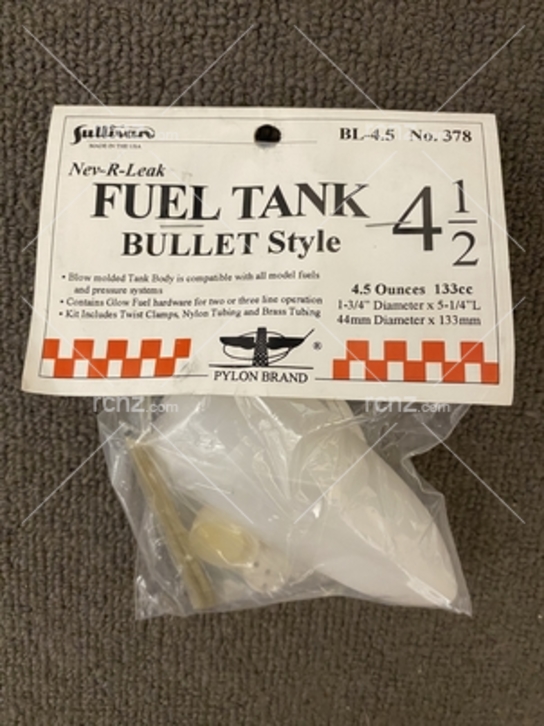 Sullivan
MADE IN THE USA
BL-4.5 No. 378
Nev-R-Leak
FUEL TANK
BULLET Style
4 1/2
• Blow molded Tank Body is compatible with all model fuels
and pressure systems
• Contains Glow Fuel hardware for two or three line operation
• Kit Includes Twist Clamps, Nylon Tubing and Brass Tubing
4.5 Ounces 133cc
1-3/4" Diameter x 5-1/4"L
44mm Diameter x 133mm
®
PYLON BRAND
rcnz.com rcnz.com